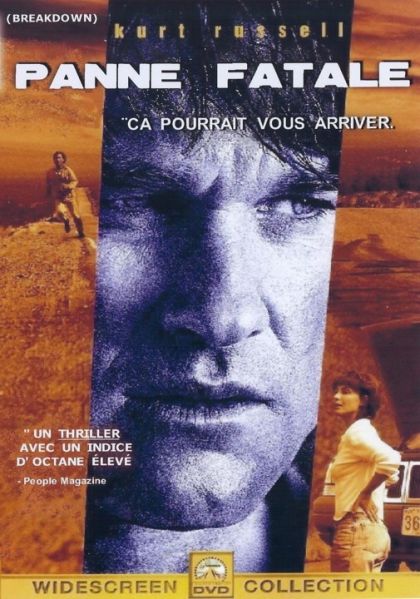 (BREAKDOWN)
kurt russell
PANNE FATALE
¨CA POURRAIT VOUS ARRIVER.
" UN THRILLER
AVEC UN INDICE
D' OCTANE ÉLEVÉ
- People Magazine
36
WIDESCREEN DVD COLLECTION